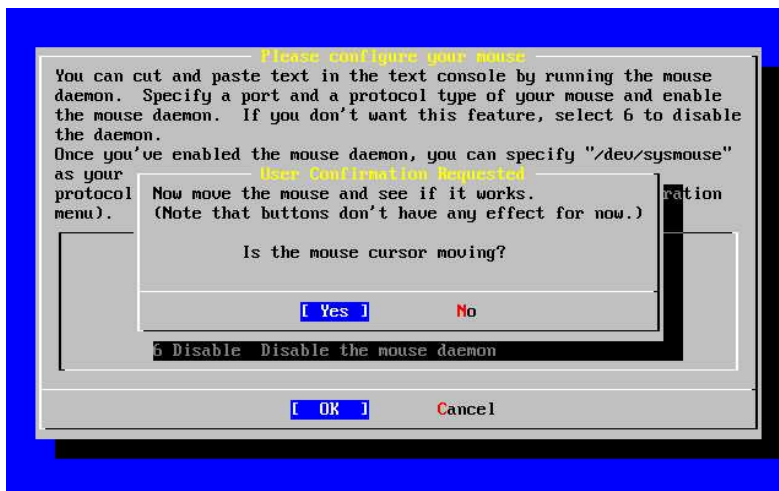 Please configure your mouse
You can cut and paste text in the text console by running the mouse
daemon.  Specify a port and a protocol type of your mouse and enable
the mouse daemon.  If you don't want this feature, select 6 to disable
the daemon.
Once you've enabled the mouse daemon, you can specify "/dev/sysmouse"
as your
User Confirmation Requested
protocol
ration
menu).
Now move the mouse and see if it works.
(Note that buttons don't have any effect for now.)
Is the mouse cursor moving?
[ Yes ]    No
6 Disable  Disable the mouse daemon
[  OK  ]    Cancel